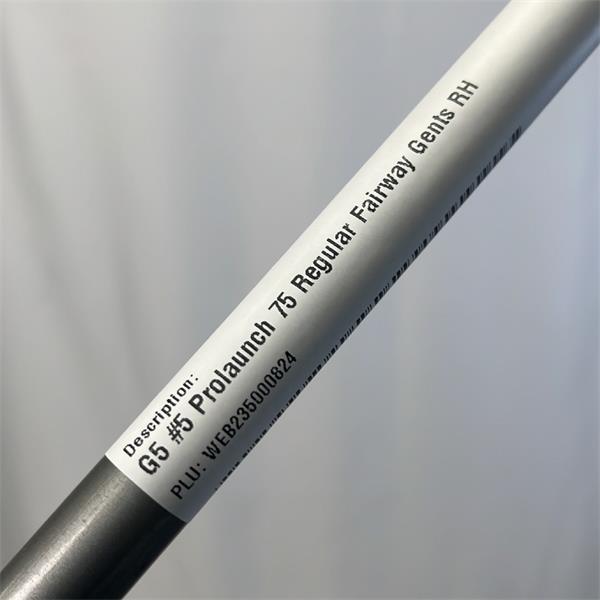 Description:
G5 #5 Prolaunch 75 Regular Fairway Gents RH
PLU: WEB235000824